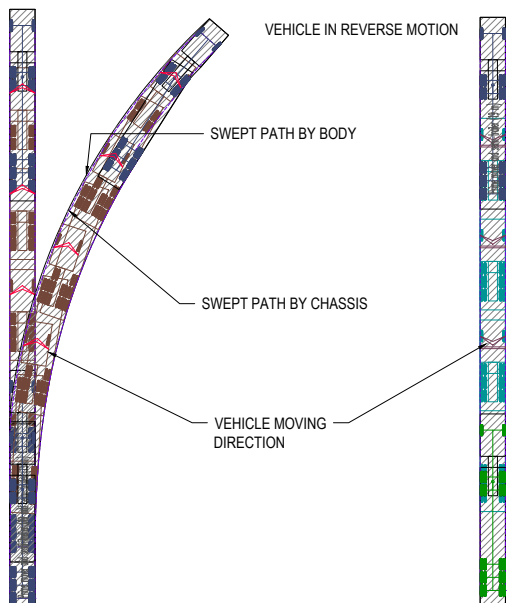 VEHICLE IN REVERSE MOTION
SWEPT PATH BY BODY
SWEPT PATH BY CHASSIS
VEHICLE MOVING
DIRECTION